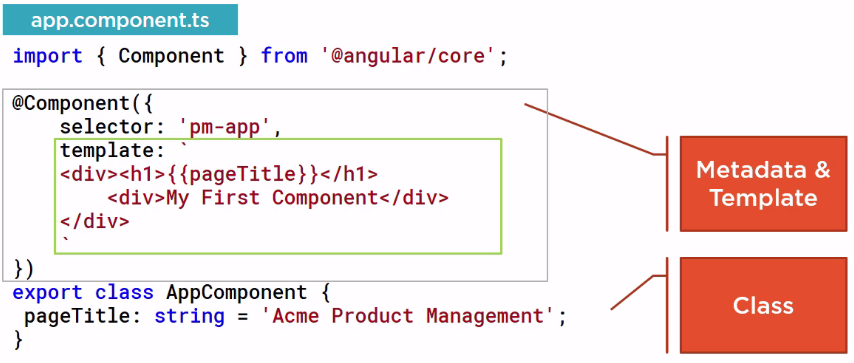 app.component.ts
import { Component } from '@angular/core';
@Component({
    selector: 'pm-app',
    template: `
    <div><h1>{{pageTitle}}</h1>
        <div>My First Component</div>
    </div>
    `
})
Metadata &
Template
export class AppComponent {
 pageTitle: string = 'Acme Product Management';
}
Class